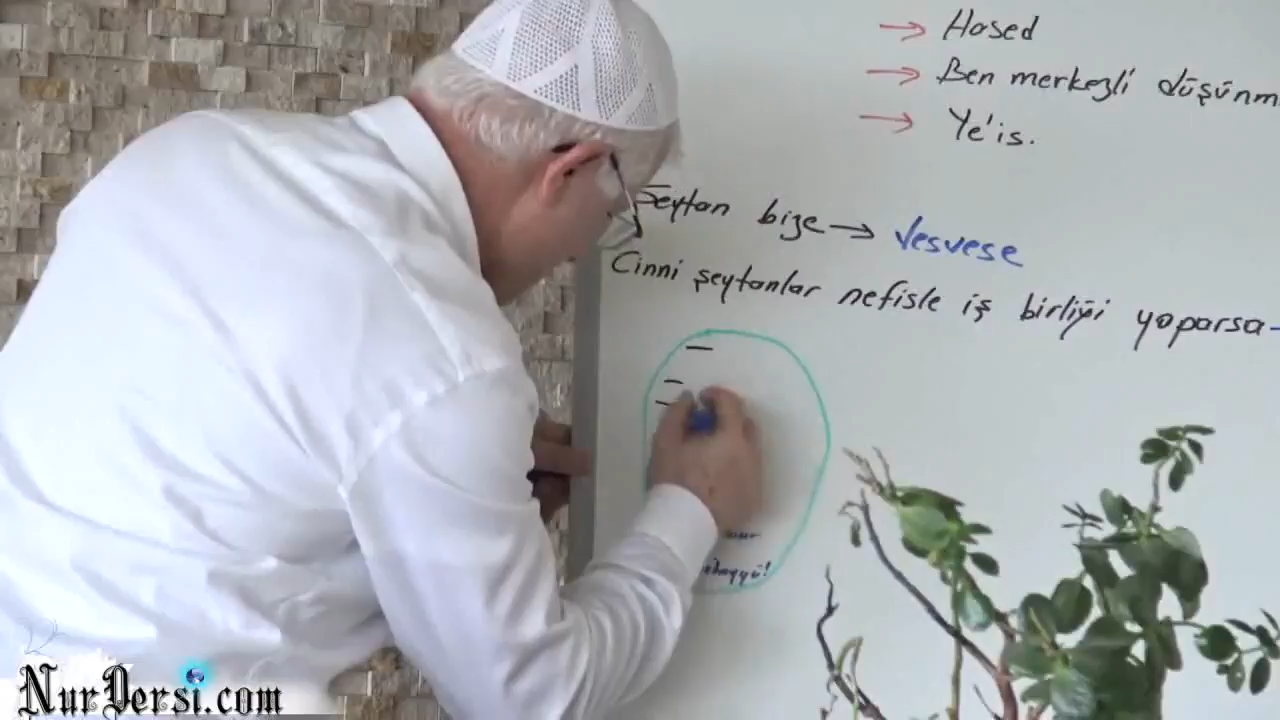 → Hased
→ Ben merkezli düşünm
→ Ye'is.
Şeytan bize → Vesvese
Cinni şeytanlar nefisle iş birliği yaparsa
NurDersi.com